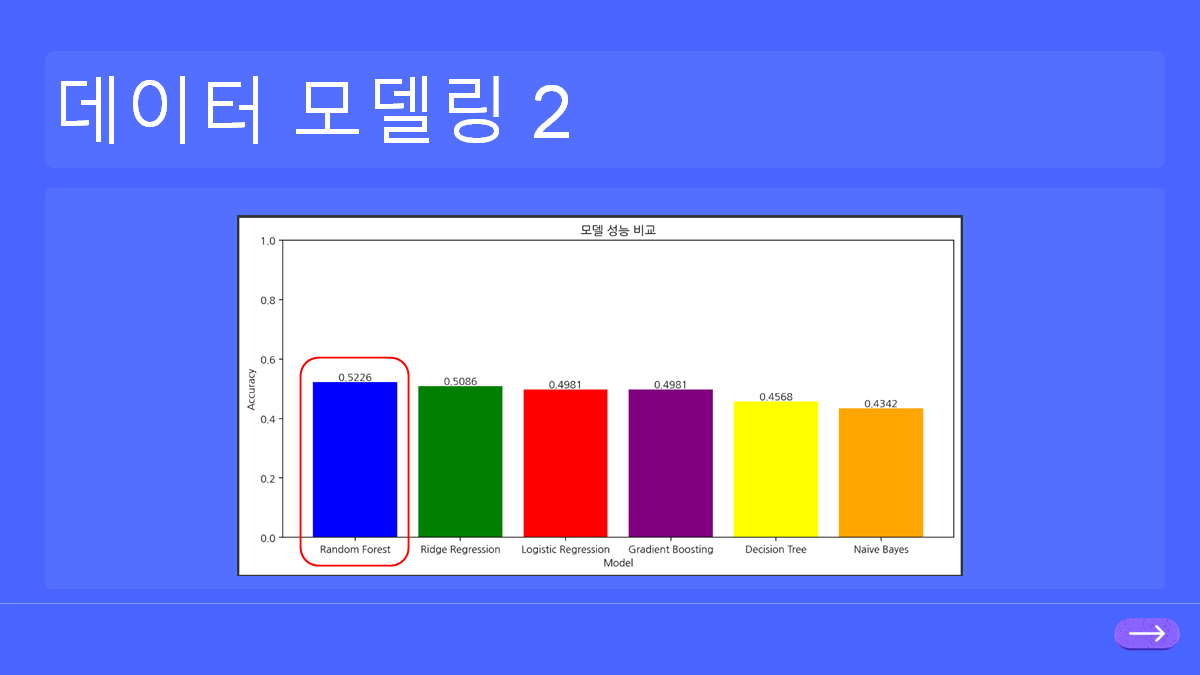 데이터 모델링 2
모델 성능 비교
1.0
0.8
0.6
0.4
0.2
0.0
Accuracy
0.5226
0.5086
0.4981
0.4981
0.4568
0.4342
Random Forest
Ridge Regression
Logistic Regression
Gradient Boosting
Decision Tree
Naive Bayes
Model